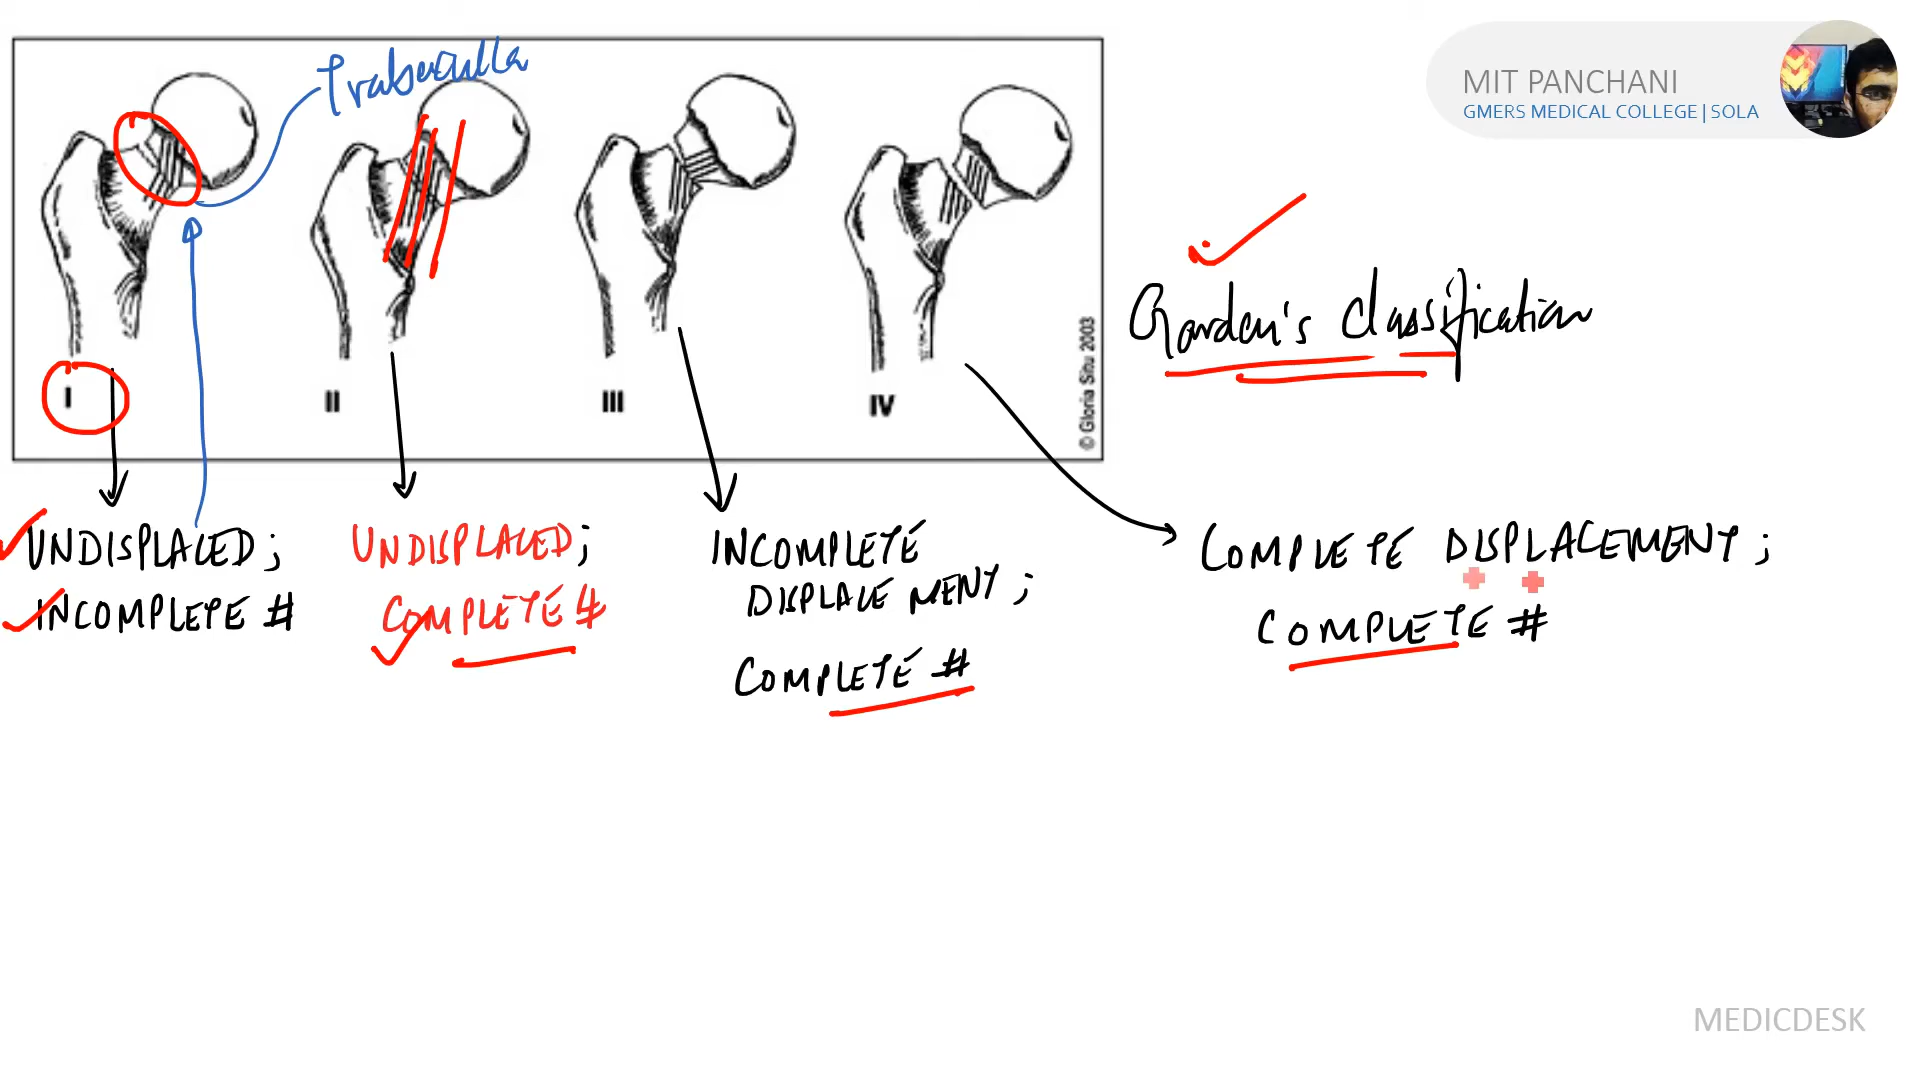 MIT PANCHANI
GMERS MEDICAL COLLEGE|SOLA
Trabeculla
I
II
III
IV
© Gloria Situ 2003
Garden's classification
UNDISPLACED;
INCOMPLETE #
UNDISPLACED;
COMPLETE #
INCOMPLETE
DISPLACEMENT;
COMPLETE #
COMPLETE DISPLACEMENT;
COMPLETE #
MEDICDESK